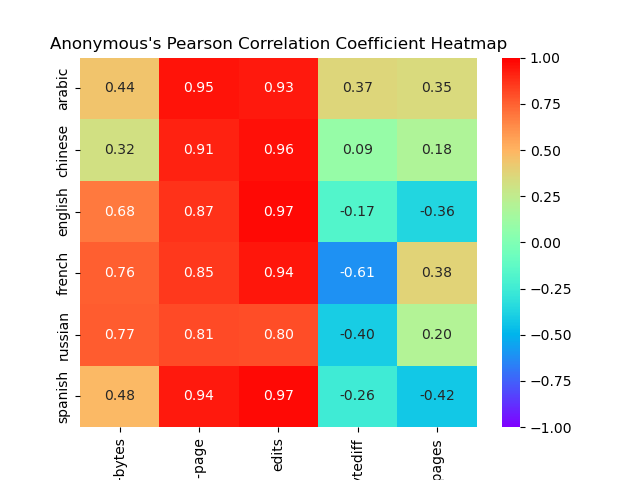 Anonymous's Pearson Correlation Coefficient Heatmap
arabic 0.44 0.95 0.93 0.37 0.35
chinese 0.32 0.91 0.96 0.09 0.18
english 0.68 0.87 0.97 -0.17 -0.36
french 0.76 0.85 0.94 -0.61 0.38
russian 0.77 0.81 0.80 -0.40 0.20
spanish 0.48 0.94 0.97 -0.26 -0.42
-bytes -page edits ytediff pages
1.00
0.75
0.50
0.25
0.00
−0.25
−0.50
−0.75
−1.00